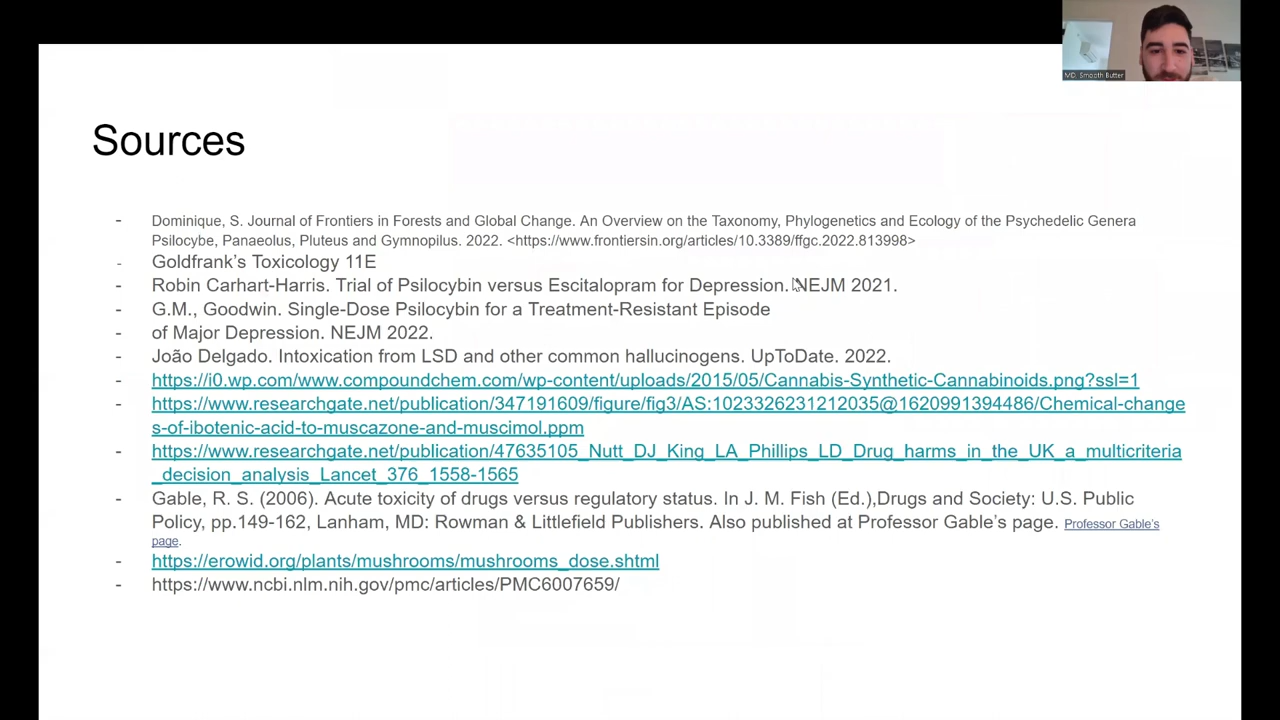 MD. Smooth Butter
Sources
- Dominique, S. Journal of Frontiers in Forests and Global Change. An Overview on the Taxonomy, Phylogenetics and Ecology of the Psychedelic Genera
Psilocybe, Panaeolus, Pluteus and Gymnopilus. 2022. <https://www.frontiersin.org/articles/10.3389/ffgc.2022.813998>
- Goldfrank's Toxicology 11E
- Robin Carhart-Harris. Trial of Psilocybin versus Escitalopram for Depression. NEJM 2021.
- G.M., Goodwin. Single-Dose Psilocybin for a Treatment-Resistant Episode
- of Major Depression. NEJM 2022.
- João Delgado. Intoxication from LSD and other common hallucinogens. UpToDate. 2022.
- https://i0.wp.com/www.compoundchem.com/wp-content/uploads/2015/05/Cannabis-Synthetic-Cannabinoids.png?ssl=1
- https://www.researchgate.net/publication/347191609/figure/fig3/AS:1023326231212035@1620991394486/Chemical-change
s-of-ibotenic-acid-to-muscazone-and-muscimol.ppm
- https://www.researchgate.net/publication/47635105_Nutt_DJ_King_LA_Phillips_LD_Drug_harms_in_the_UK_a_multicriteria
_decision_analysis_Lancet_376_1558-1565
- Gable, R. S. (2006). Acute toxicity of drugs versus regulatory status. In J. M. Fish (Ed.),Drugs and Society: U.S. Public
Policy, pp.149-162, Lanham, MD: Rowman & Littlefield Publishers. Also published at Professor Gable's page. Professor Gable's
page.
- https://erowid.org/plants/mushrooms/mushrooms_dose.shtml
- https://www.ncbi.nlm.nih.gov/pmc/articles/PMC6007659/